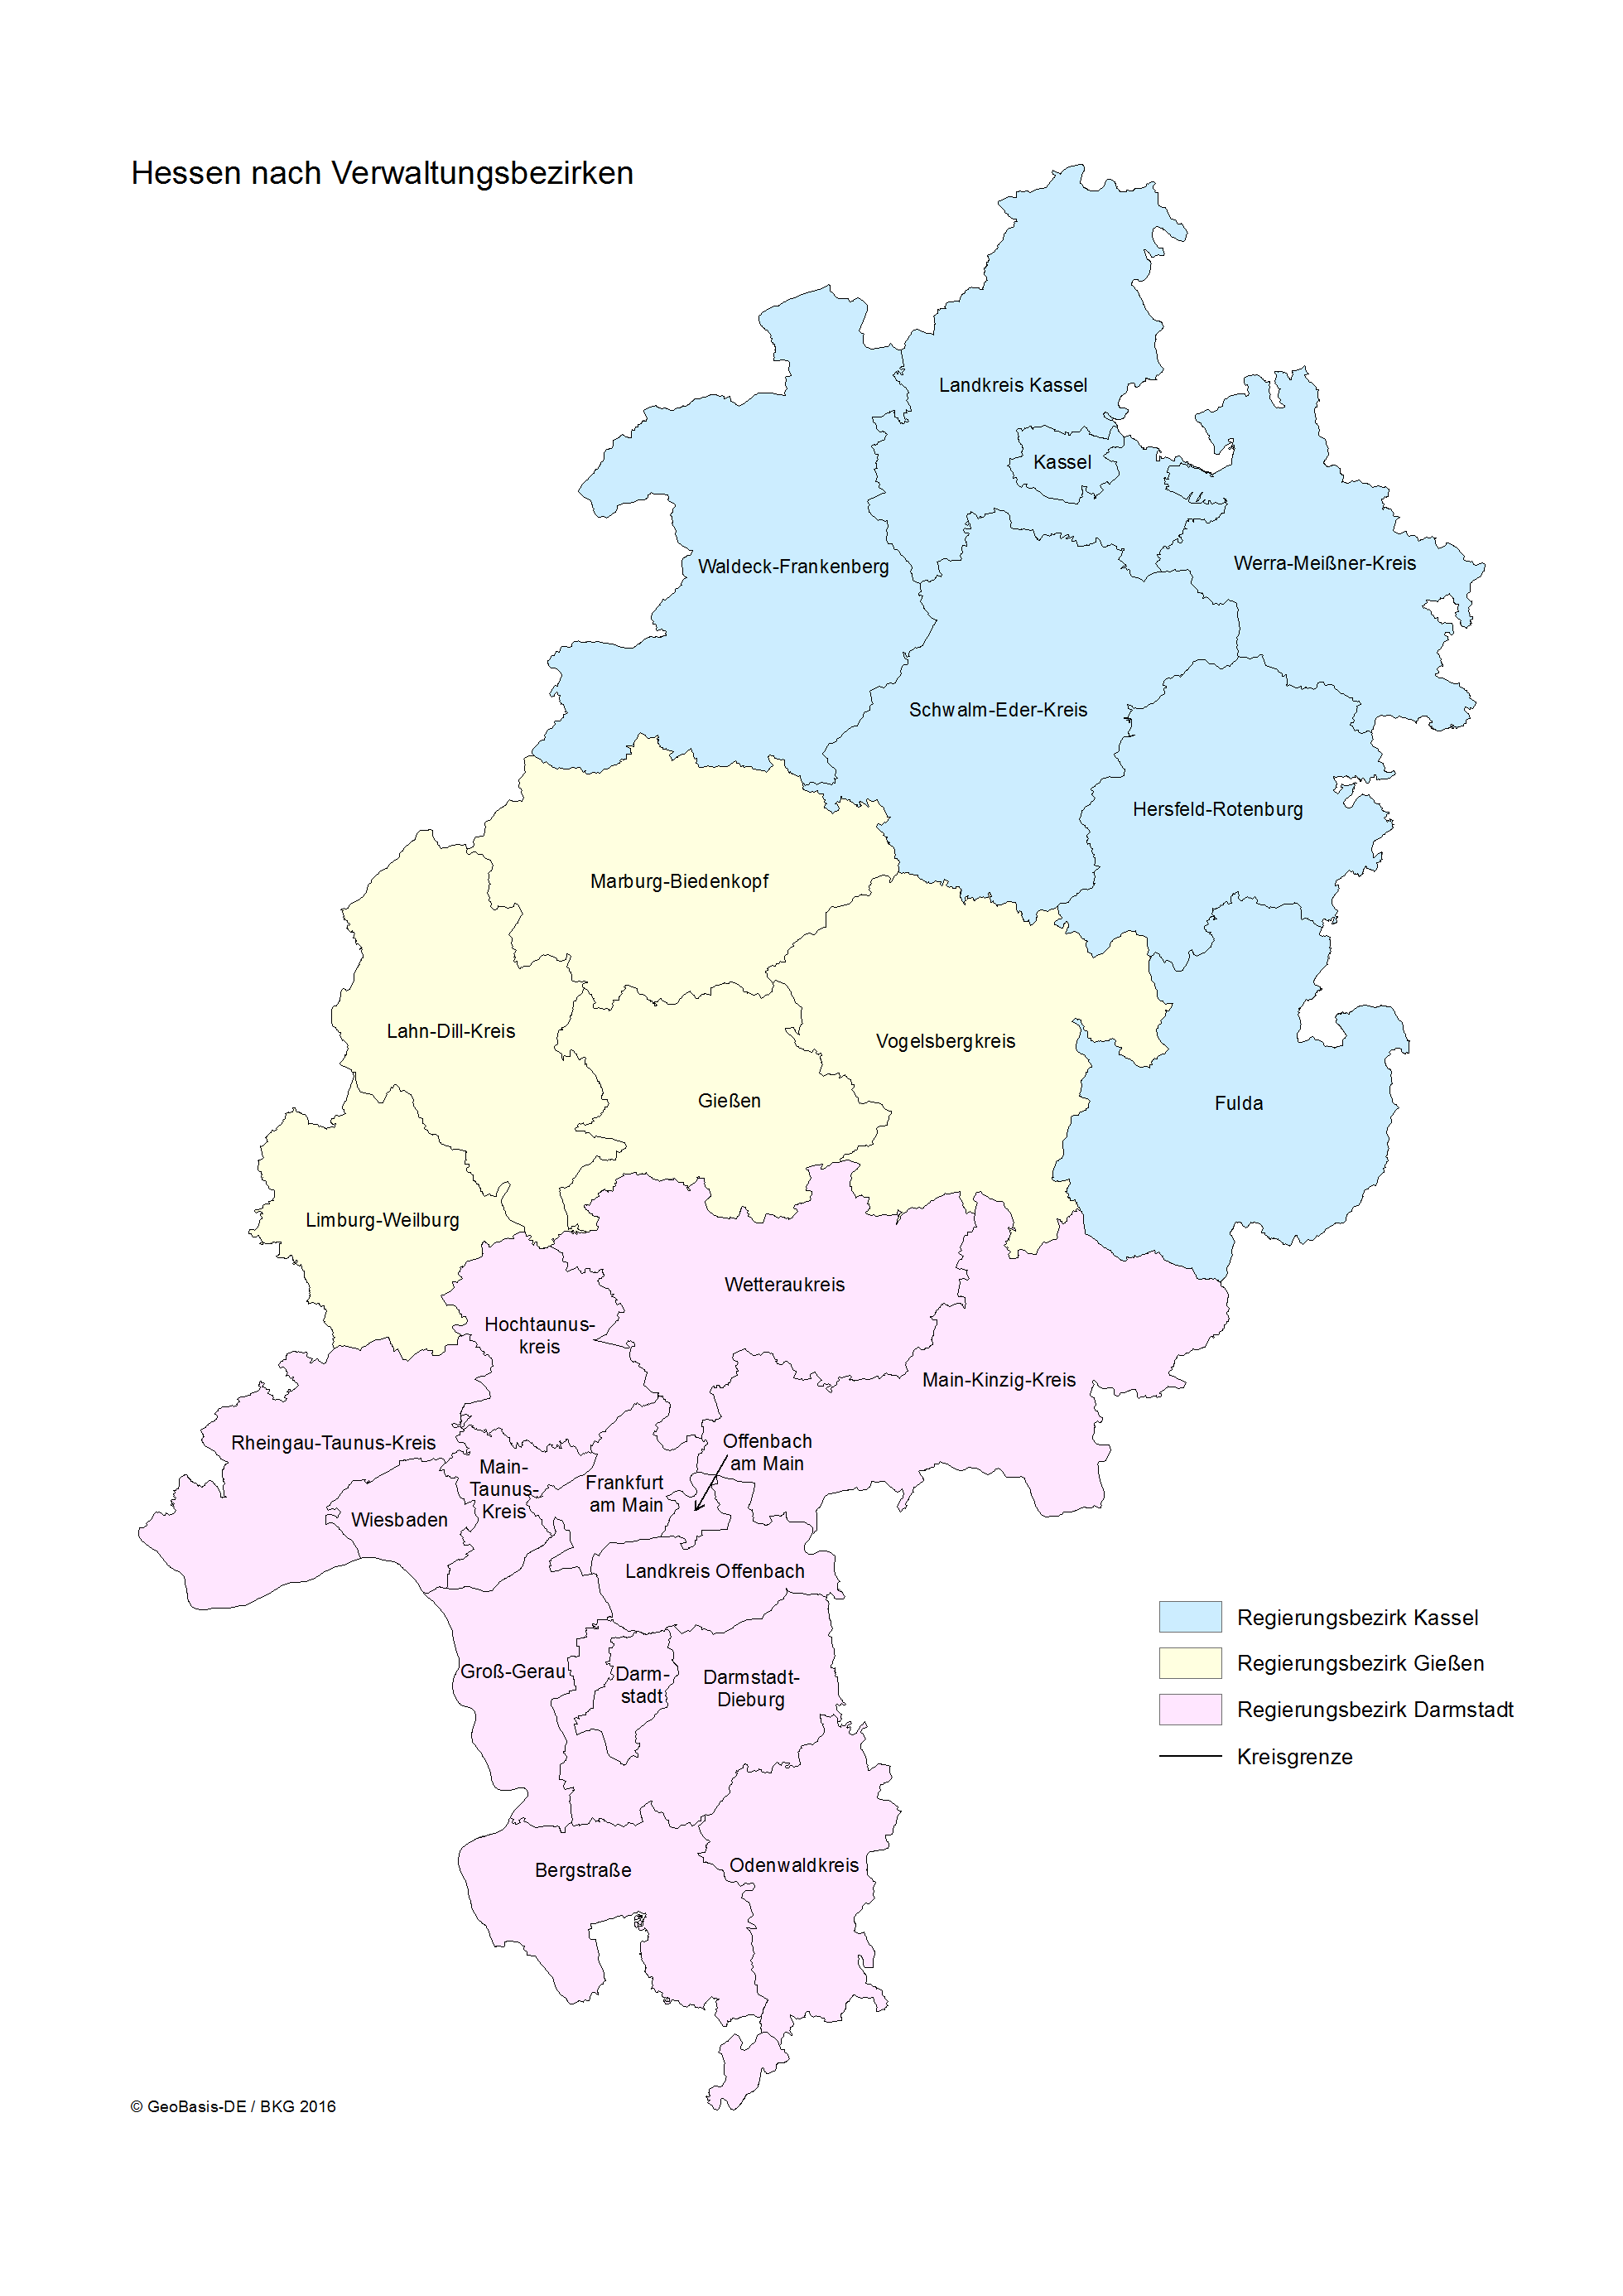 Hessen nach Verwaltungsbezirken
Landkreis Kassel
Kassel
Waldeck-Frankenberg
Werra-Meißner-Kreis
Schwalm-Eder-Kreis
Hersfeld-Rotenburg
Marburg-Biedenkopf
Lahn-Dill-Kreis
Vogelsbergkreis
Gießen
Fulda
Limburg-Weilburg
Wetteraukreis
Hochtaunus-
kreis
Main-Kinzig-Kreis
Rheingau-Taunus-Kreis
Offenbach
am Main
Main-
Taunus-
Kreis
Frankfurt
am Main
Wiesbaden
Landkreis Offenbach
Groß-Gerau
Darm-
stadt
Darmstadt-
Dieburg
Odenwaldkreis
Bergstraße
Regierungsbezirk Kassel
Regierungsbezirk Gießen
Regierungsbezirk Darmstadt
Kreisgrenze
© GeoBasis-DE / BKG 2016